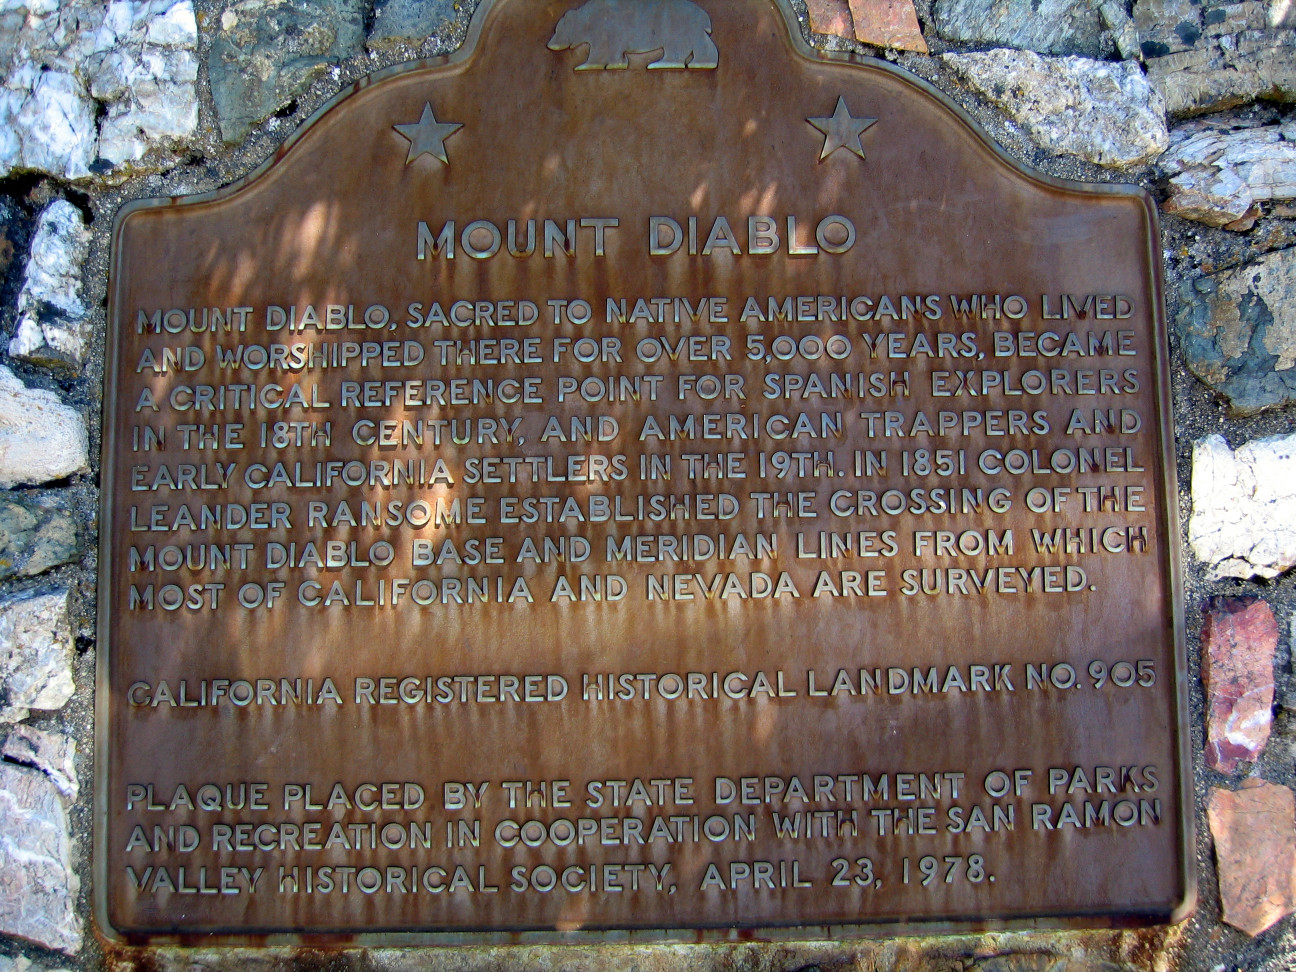 MOUNT DIABLO
MOUNT DIABLO, SACRED TO NATIVE AMERICANS WHO LIVED
AND WORSHIPPED THERE FOR OVER 5,000 YEARS, BECAME
A CRITICAL REFERENCE POINT FOR SPANISH EXPLORERS
IN THE 18TH CENTURY, AND AMERICAN TRAPPERS AND
EARLY CALIFORNIA SETTLERS IN THE 19TH. IN 1851 COLONEL
LEANDER RANSOME ESTABLISHED THE CROSSING OF THE
MOUNT DIABLO BASE AND MERIDIAN LINES FROM WHICH
MOST OF CALIFORNIA AND NEVADA ARE SURVEYED.
CALIFORNIA REGISTERED HISTORICAL LANDMARK NO. 905
PLAQUE PLACED BY THE STATE DEPARTMENT OF PARKS
AND RECREATION IN COOPERATION WITH THE SAN RAMON
VALLEY HISTORICAL SOCIETY, APRIL 23, 1978.